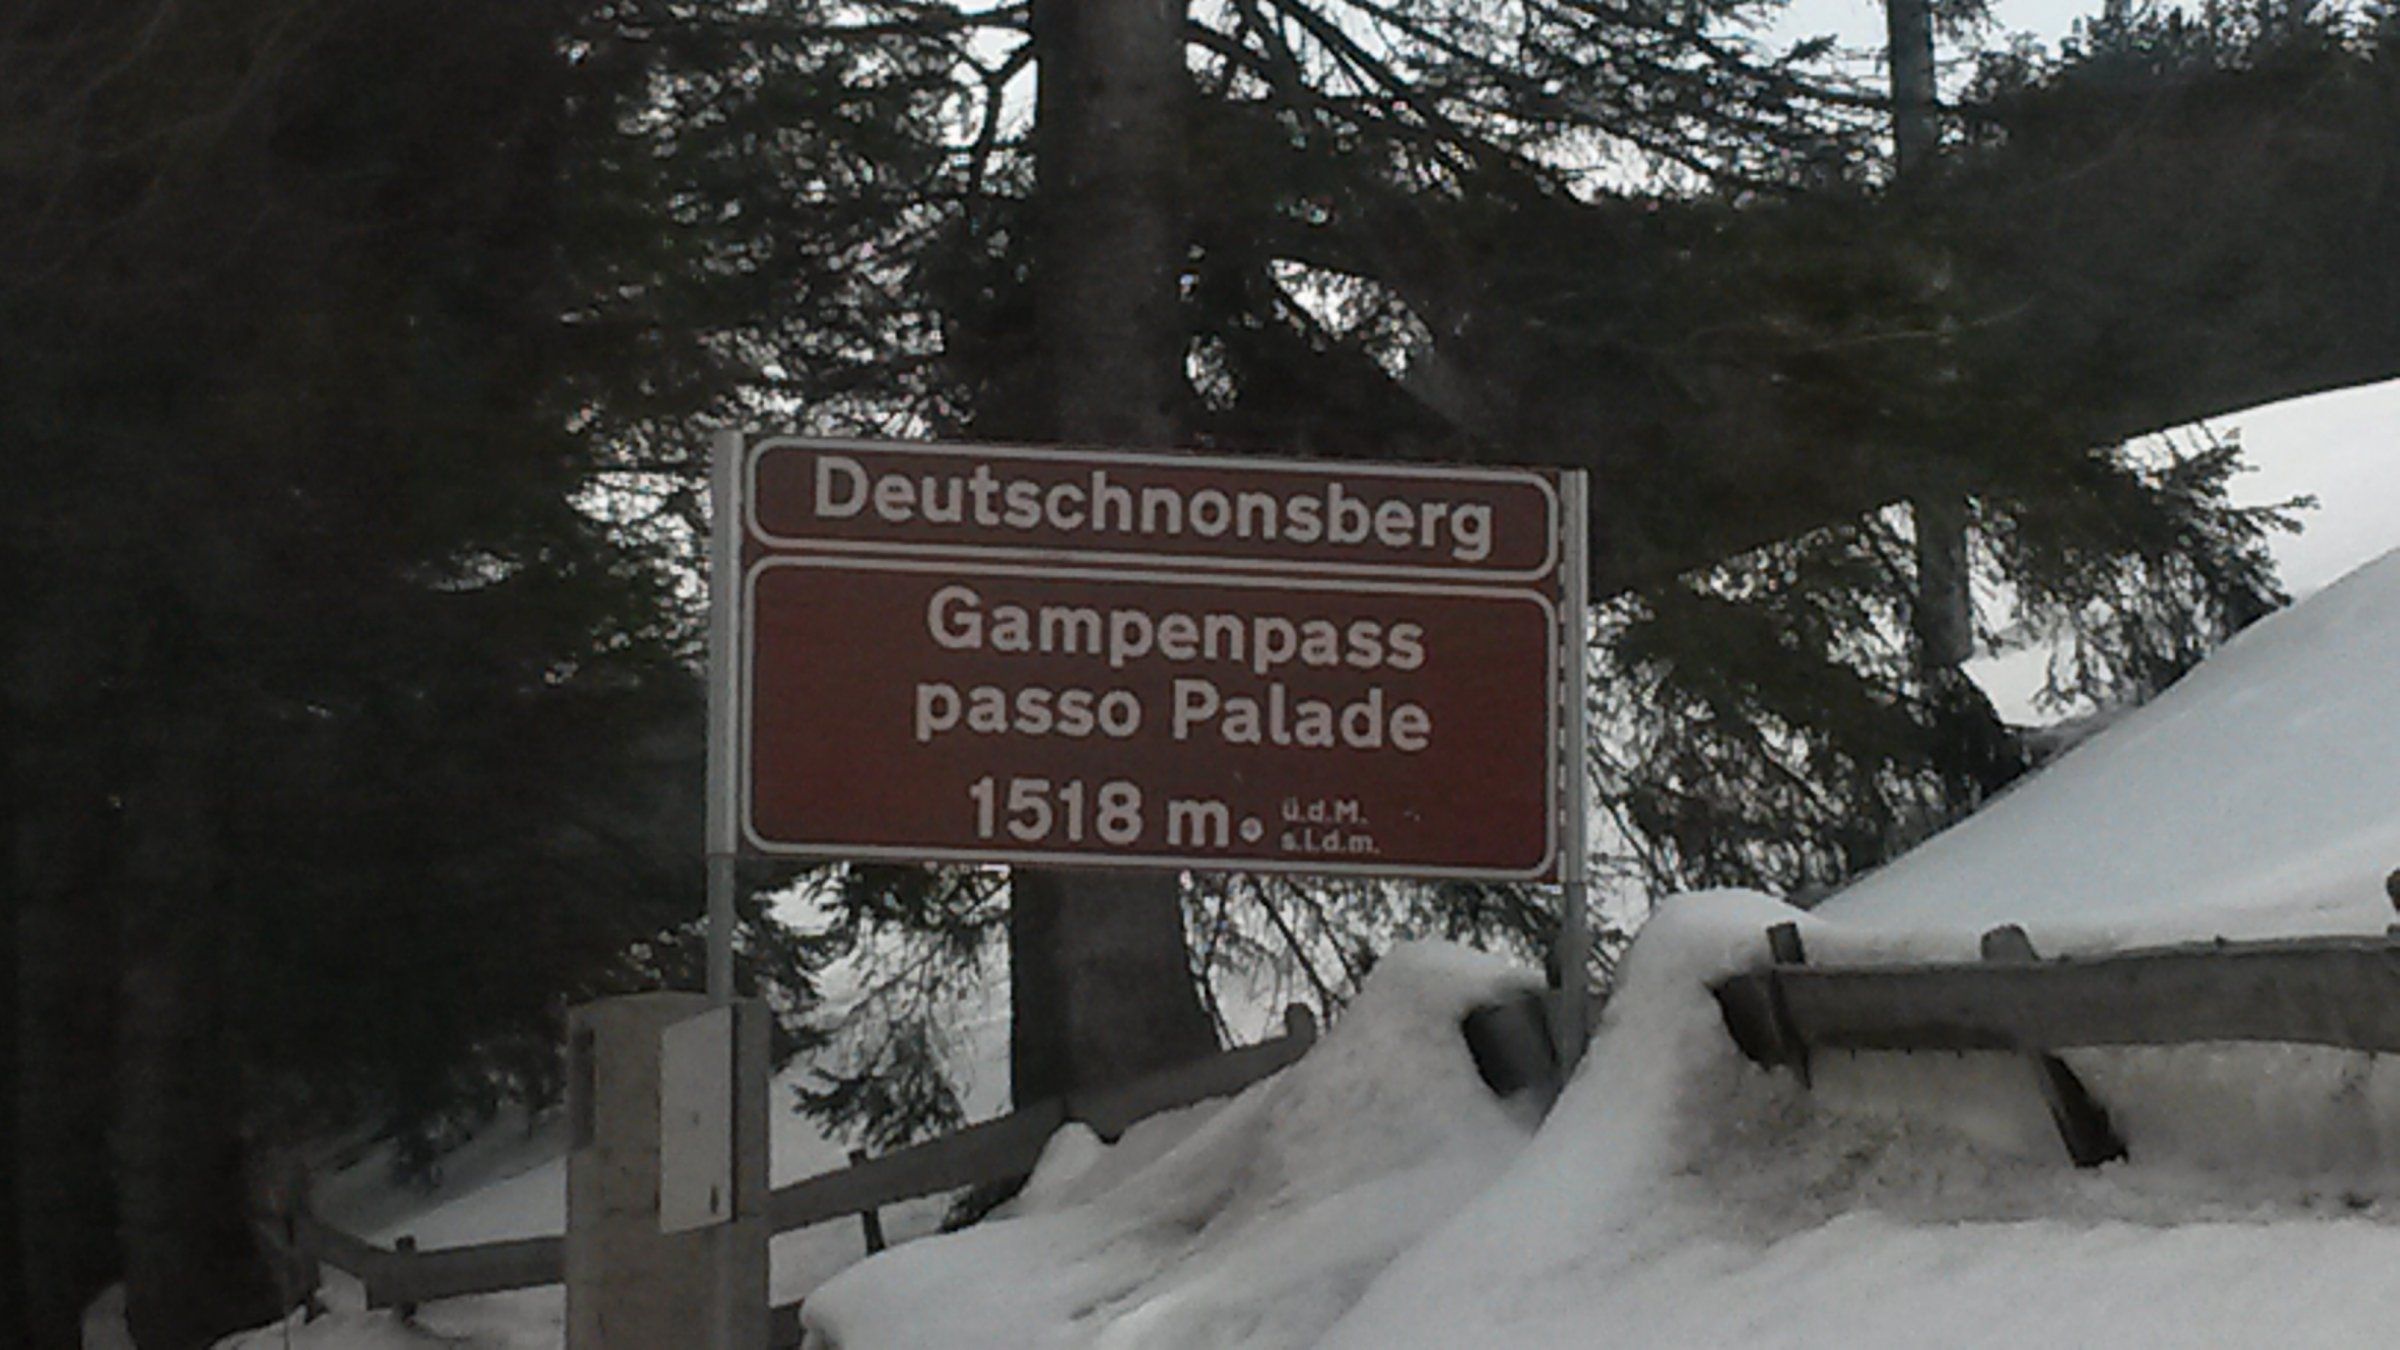 Deutschnonsberg
Gampenpass
passo Palade
1518 m. ü.d.M.
s.l.d.m.